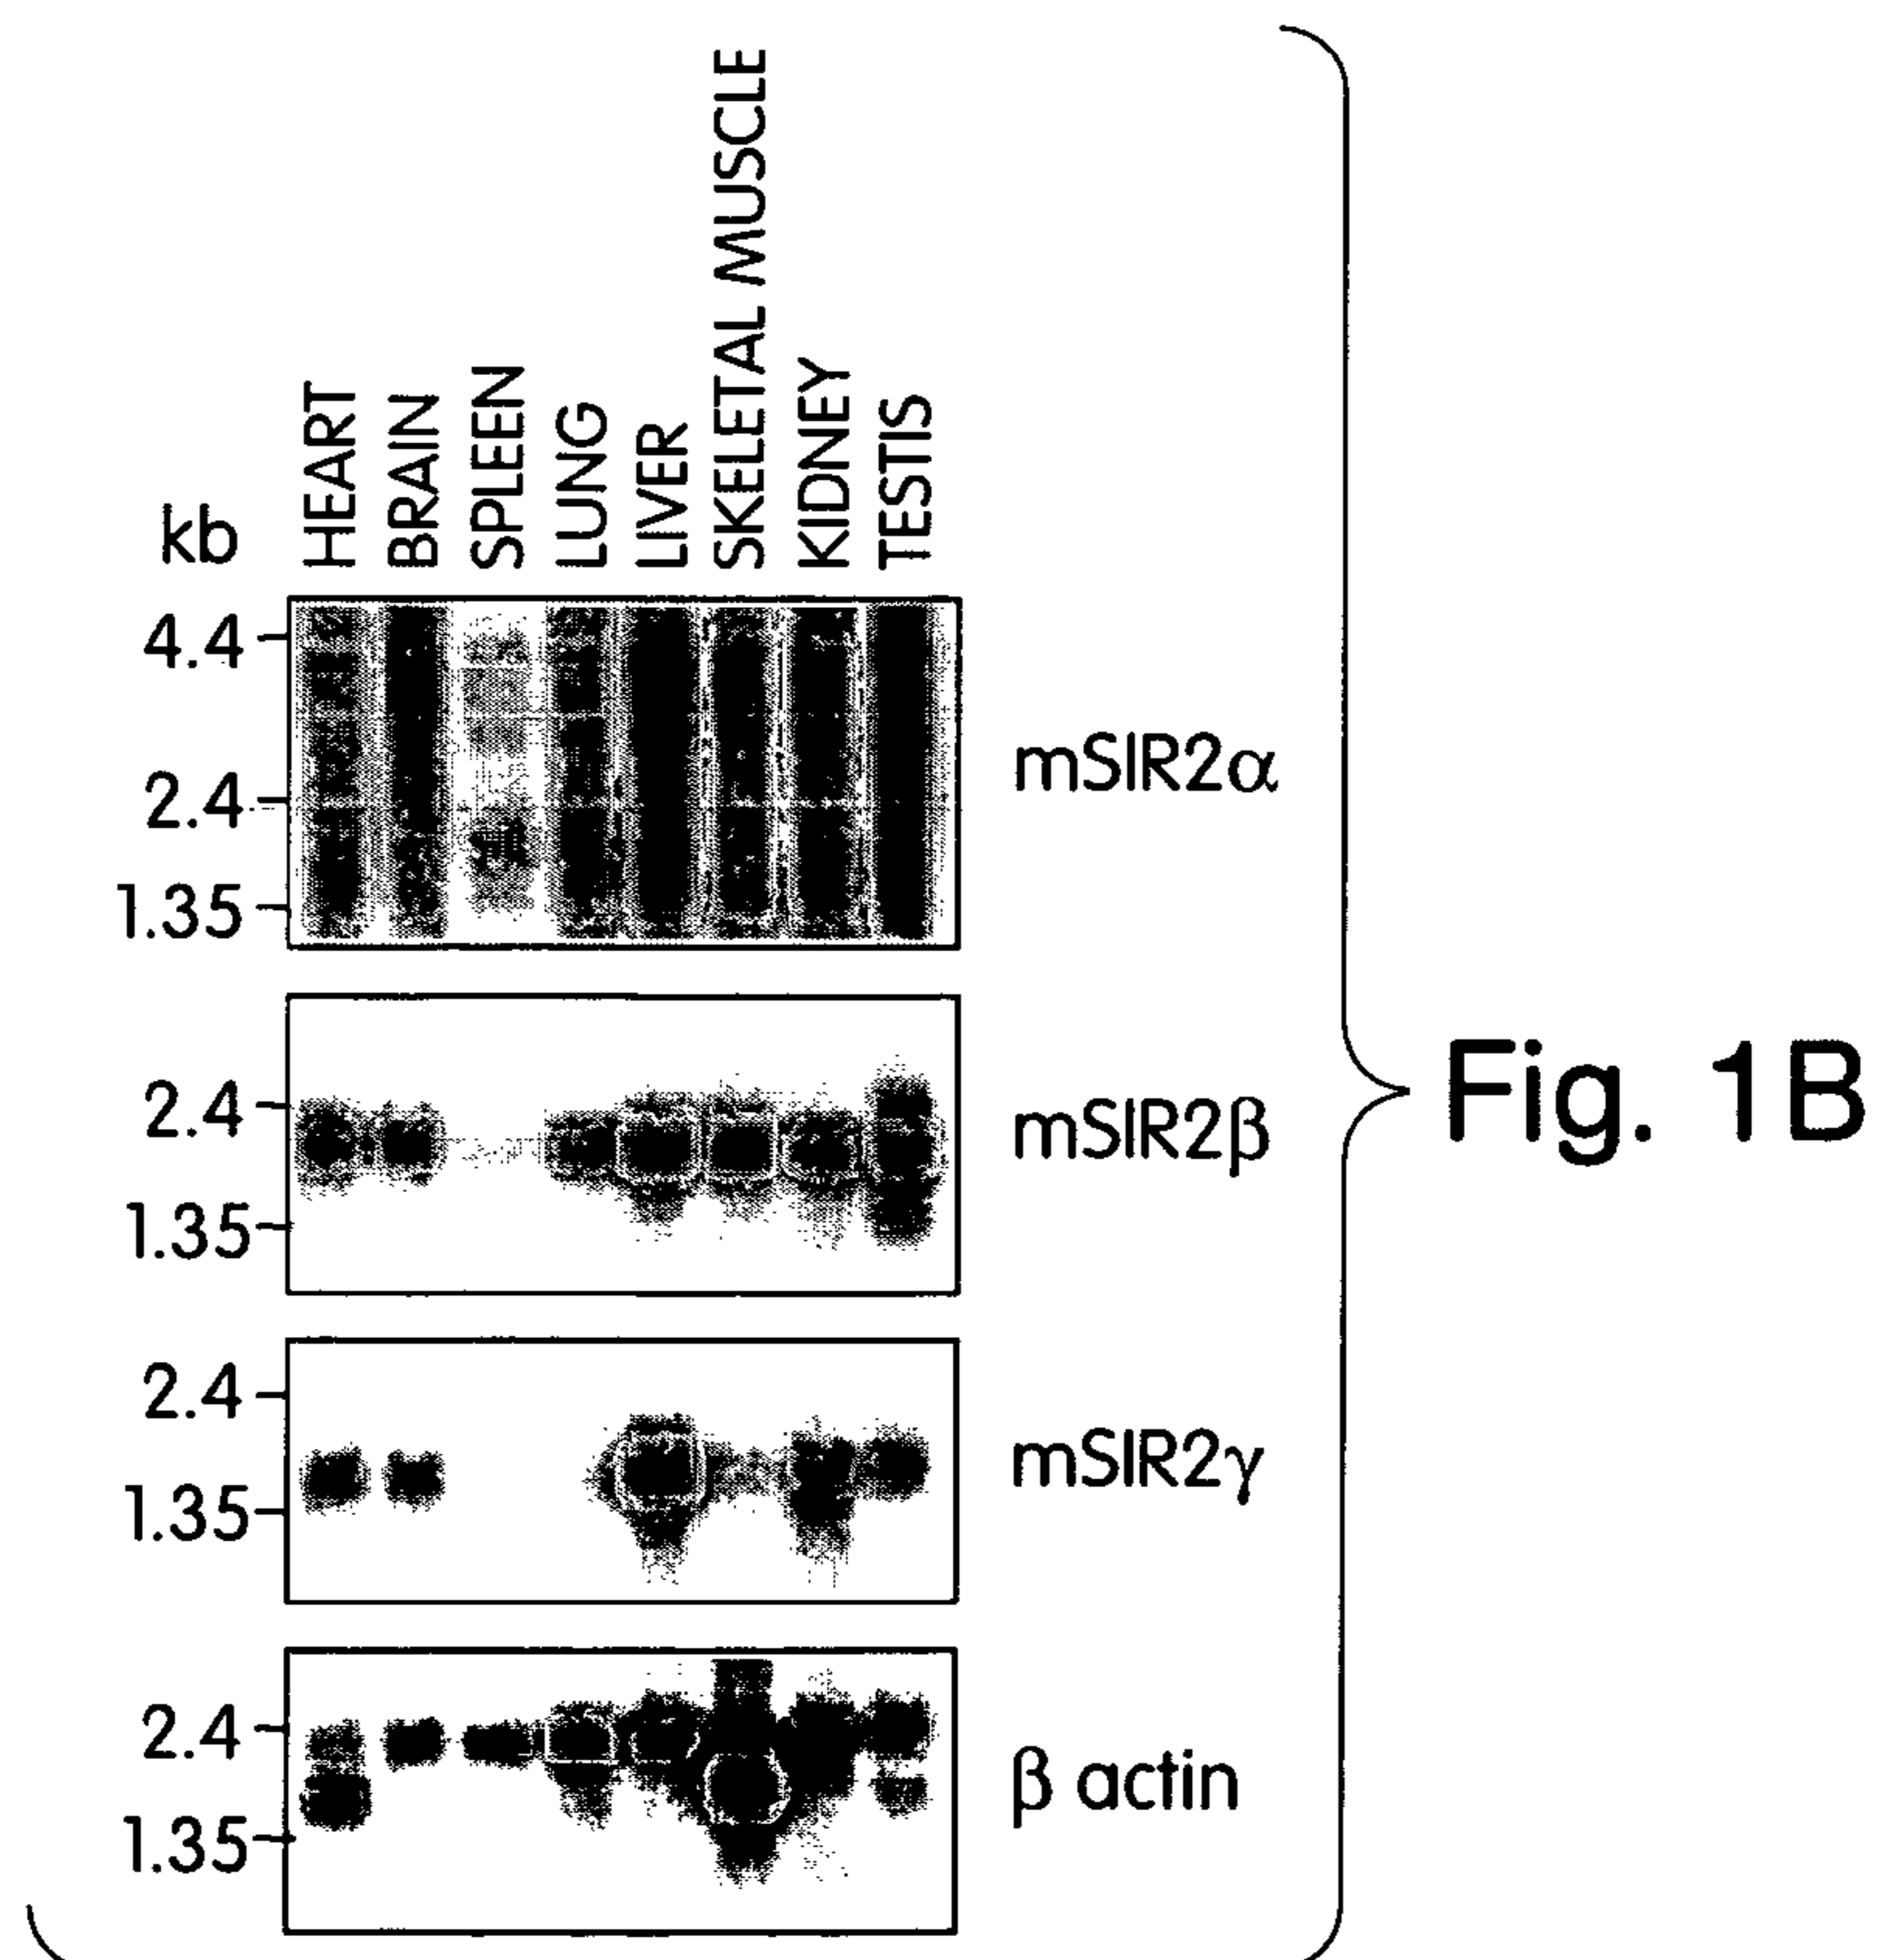 kb
HEART
BRAIN
SPLEEN
LUNG
LIVER
SKELETAL MUSCLE
KIDNEY
TESTIS
4.4
2.4
1.35
mSIR2α
2.4
1.35
mSIR2β
2.4
1.35
mSIR2γ
2.4
1.35
β actin
Fig. 1B